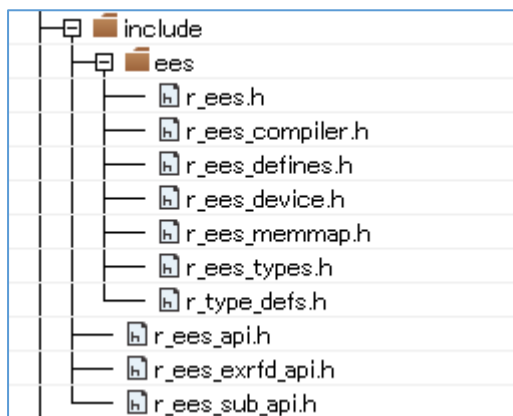 include
ees
r_ees.h
r_ees_compiler.h
r_ees_defines.h
r_ees_device.h
r_ees_memmap.h
r_ees_types.h
r_type_defs.h
r_ees_api.h
r_ees_exrfd_api.h
r_ees_sub_api.h